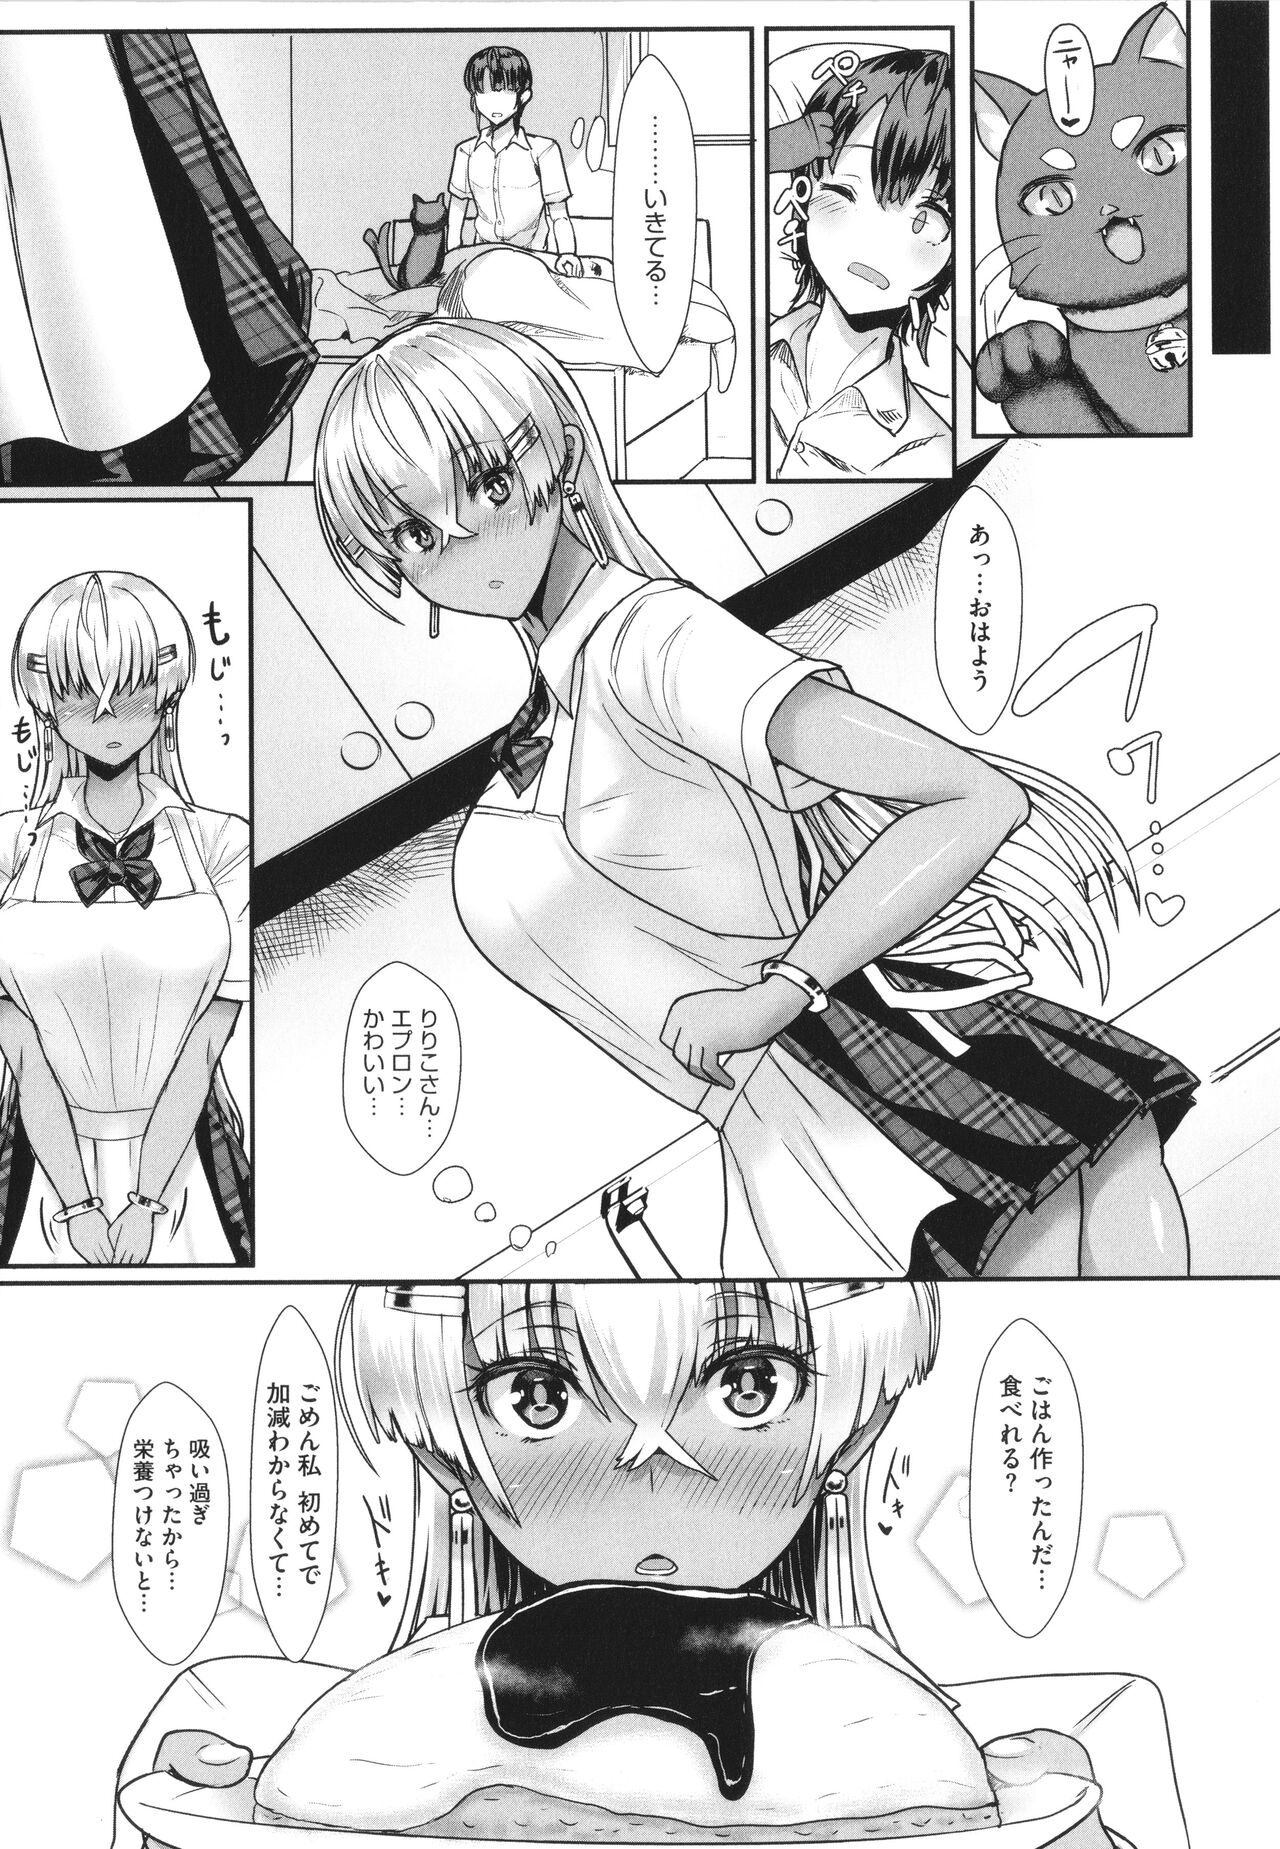 ニャーー♥
ペチ
ペチ
………いきてる…
あっ…おはよう
クワ…♥
りりこさん…
エプロン…
かわいい…
もじ…
もじ…
ごはん作ったんだ…
食べれる?
ドキ
ドキ
ごめん私 初めてで
加減わからなくて…
吸い過ぎ
ちゃったから…
栄養つけないと…